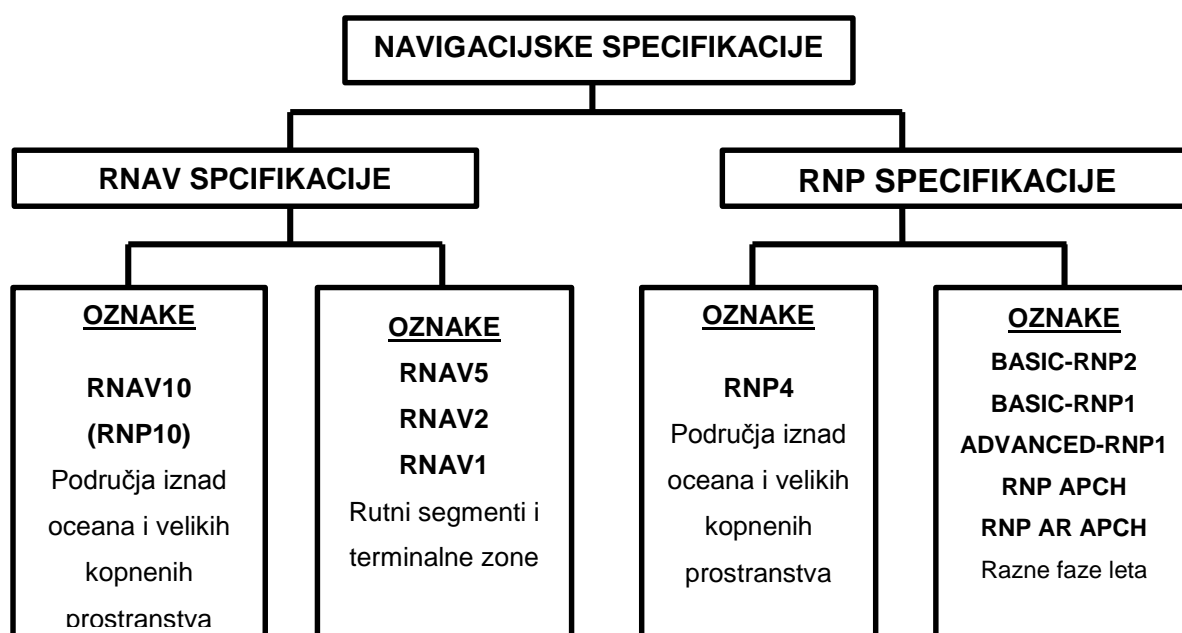 NAVIGACIJSKE SPECIFIKACIJE
RNAV SPCIFIKACIJE
RNP SPECIFIKACIJE
OZNAKE
RNAV10
(RNP10)
Područja iznad
oceana i velikih
kopnenih
prostranstva
OZNAKE
RNAV5
RNAV2
RNAV1
Rutni segmenti i
terminalne zone
OZNAKE
RNP4
Područja iznad
oceana i velikih
kopnenih
prostranstva
OZNAKE
BASIC-RNP2
BASIC-RNP1
ADVANCED-RNP1
RNP APCH
RNP AR APCH
Razne faze leta